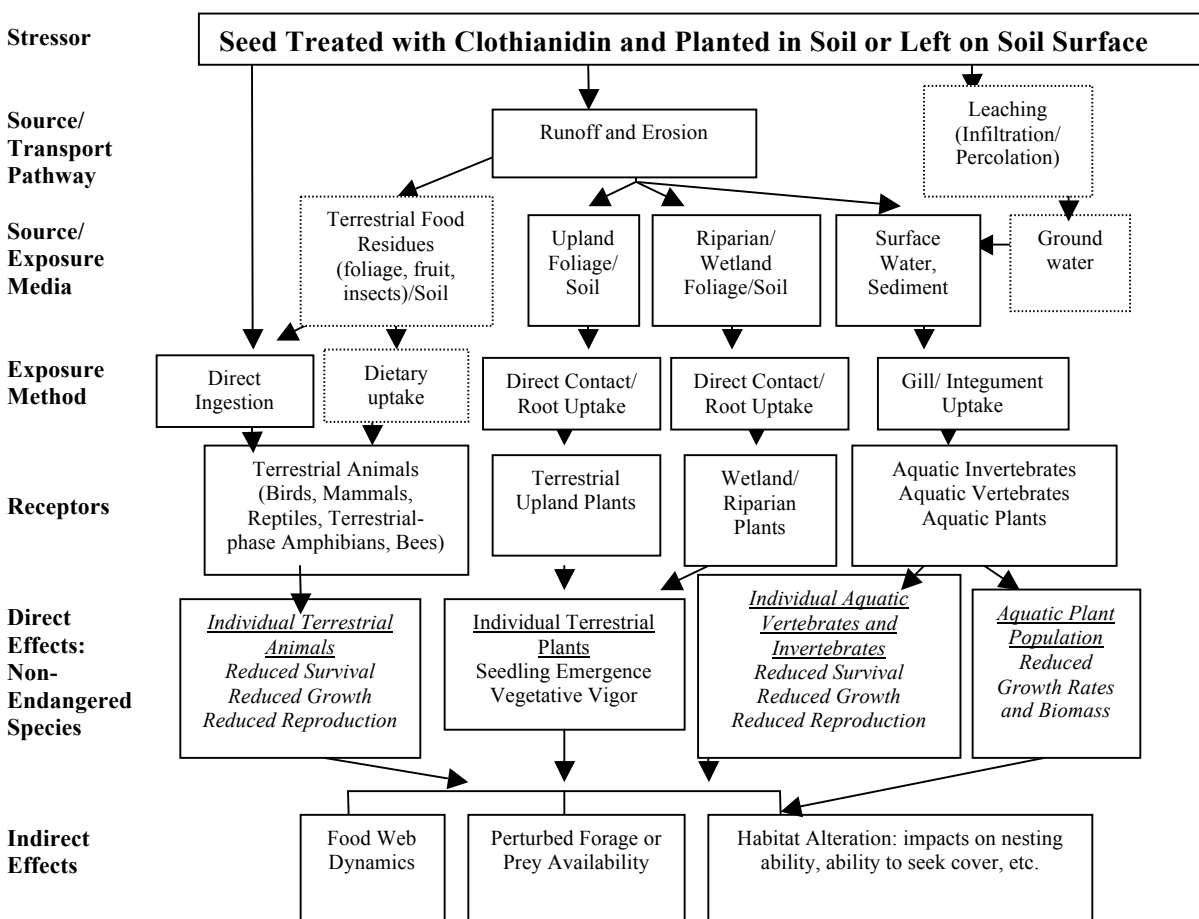 Stressor
Seed Treated with Clothianidin and Planted in Soil or Left on Soil Surface
Source/
Transport
Pathway
Runoff and Erosion
Leaching
(Infiltration/
Percolation)
Source/
Exposure
Media
Terrestrial Food
Residues
(foliage, fruit,
insects)/Soil
Upland
Foliage/
Soil
Riparian/
Wetland
Foliage/Soil
Surface
Water,
Sediment
Ground
water
Exposure
Method
Direct
Ingestion
Dietary
uptake
Direct Contact/
Root Uptake
Direct Contact/
Root Uptake
Gill/ Integument
Uptake
Receptors
Terrestrial Animals
(Birds, Mammals,
Reptiles, Terrestrial-
phase Amphibians, Bees)
Terrestrial
Upland Plants
Wetland/
Riparian
Plants
Aquatic Invertebrates
Aquatic Vertebrates
Aquatic Plants
Direct
Effects:
Non-
Endangered
Species
Individual Terrestrial
Animals
Reduced Survival
Reduced Growth
Reduced Reproduction
Individual Terrestrial
Plants
Seedling Emergence
Vegetative Vigor
Individual Aquatic
Vertebrates and
Invertebrates
Reduced Survival
Reduced Growth
Reduced Reproduction
Aquatic Plant
Population
Reduced
Growth Rates
and Biomass
Indirect
Effects
Food Web
Dynamics
Perturbed Forage or
Prey Availability
Habitat Alteration: impacts on nesting
ability, ability to seek cover, etc.